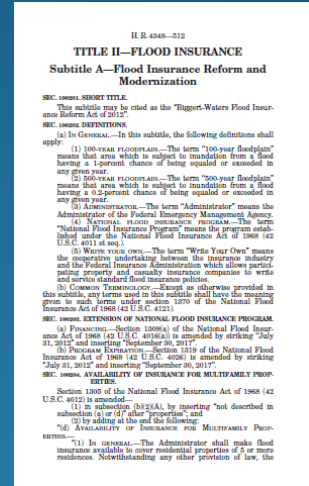 H. R. 4348—512
TITLE II—FLOOD INSURANCE
Subtitle A—Flood Insurance Reform and
Modernization
SEC. 100201. SHORT TITLE.
This subtitle may be cited as the "Biggert-Waters Flood Insur-
ance Reform Act of 2012".
SEC. 100202. DEFINITIONS.
(a) IN GENERAL.—In this subtitle, the following definitions shall
apply:
(1) 100-YEAR FLOODPLAIN.—The term "100-year floodplain"
means that area which is subject to inundation from a flood
having a 1-percent chance of being equaled or exceeded in
any given year.
(2) 500-YEAR FLOODPLAIN.—The term "500-year floodplain"
means that area which is subject to inundation from a flood
having a 0.2-percent chance of being equaled or exceeded in
any given year.
(3) ADMINISTRATOR.—The term "Administrator" means the
Administrator of the Federal Emergency Management Agency.
(4) NATIONAL FLOOD INSURANCE PROGRAM.—The term
"National Flood Insurance Program" means the program estab-
lished under the National Flood Insurance Act of 1968 (42
U.S.C. 4011 et seq.).
(5) WRITE YOUR OWN.—The term "Write Your Own" means
the cooperative undertaking between the insurance industry
and the Federal Insurance Administration which allows partici-
pating property and casualty insurance companies to write
and service standard flood insurance policies.
(b) COMMON TERMINOLOGY.—Except as otherwise provided in
this subtitle, any terms used in this subtitle shall have the meaning
given to such terms under section 1370 of the National Flood
Insurance Act of 1968 (42 U.S.C. 4121).
SEC. 100203. EXTENSION OF NATIONAL FLOOD INSURANCE PROGRAM.
(a) FINANCING.—Section 1309(a) of the National Flood Insur-
ance Act of 1968 (42 U.S.C. 4016(a)) is amended by striking "July
31, 2012" and inserting "September 30, 2017".
(b) PROGRAM EXPIRATION.—Section 1319 of the National Flood
Insurance Act of 1968 (42 U.S.C. 4026) is amended by striking
"July 31, 2012" and inserting "September 30, 2017".
SEC. 100204. AVAILABILITY OF INSURANCE FOR MULTIFAMILY PROP-
ERTIES.
Section 1305 of the National Flood Insurance Act of 1968 (42
U.S.C. 4012) is amended—
(1) in subsection (b)(2)(A), by inserting "not described in
subsection (a) or (d)" after "properties"; and
(2) by adding at the end the following:
"(d) AVAILABILITY OF INSURANCE FOR MULTIFAMILY PROP-
ERTIES.—
"(1) IN GENERAL.—The Administrator shall make flood
insurance available to cover residential properties of 5 or more
residences. Notwithstanding any other provision of law, the